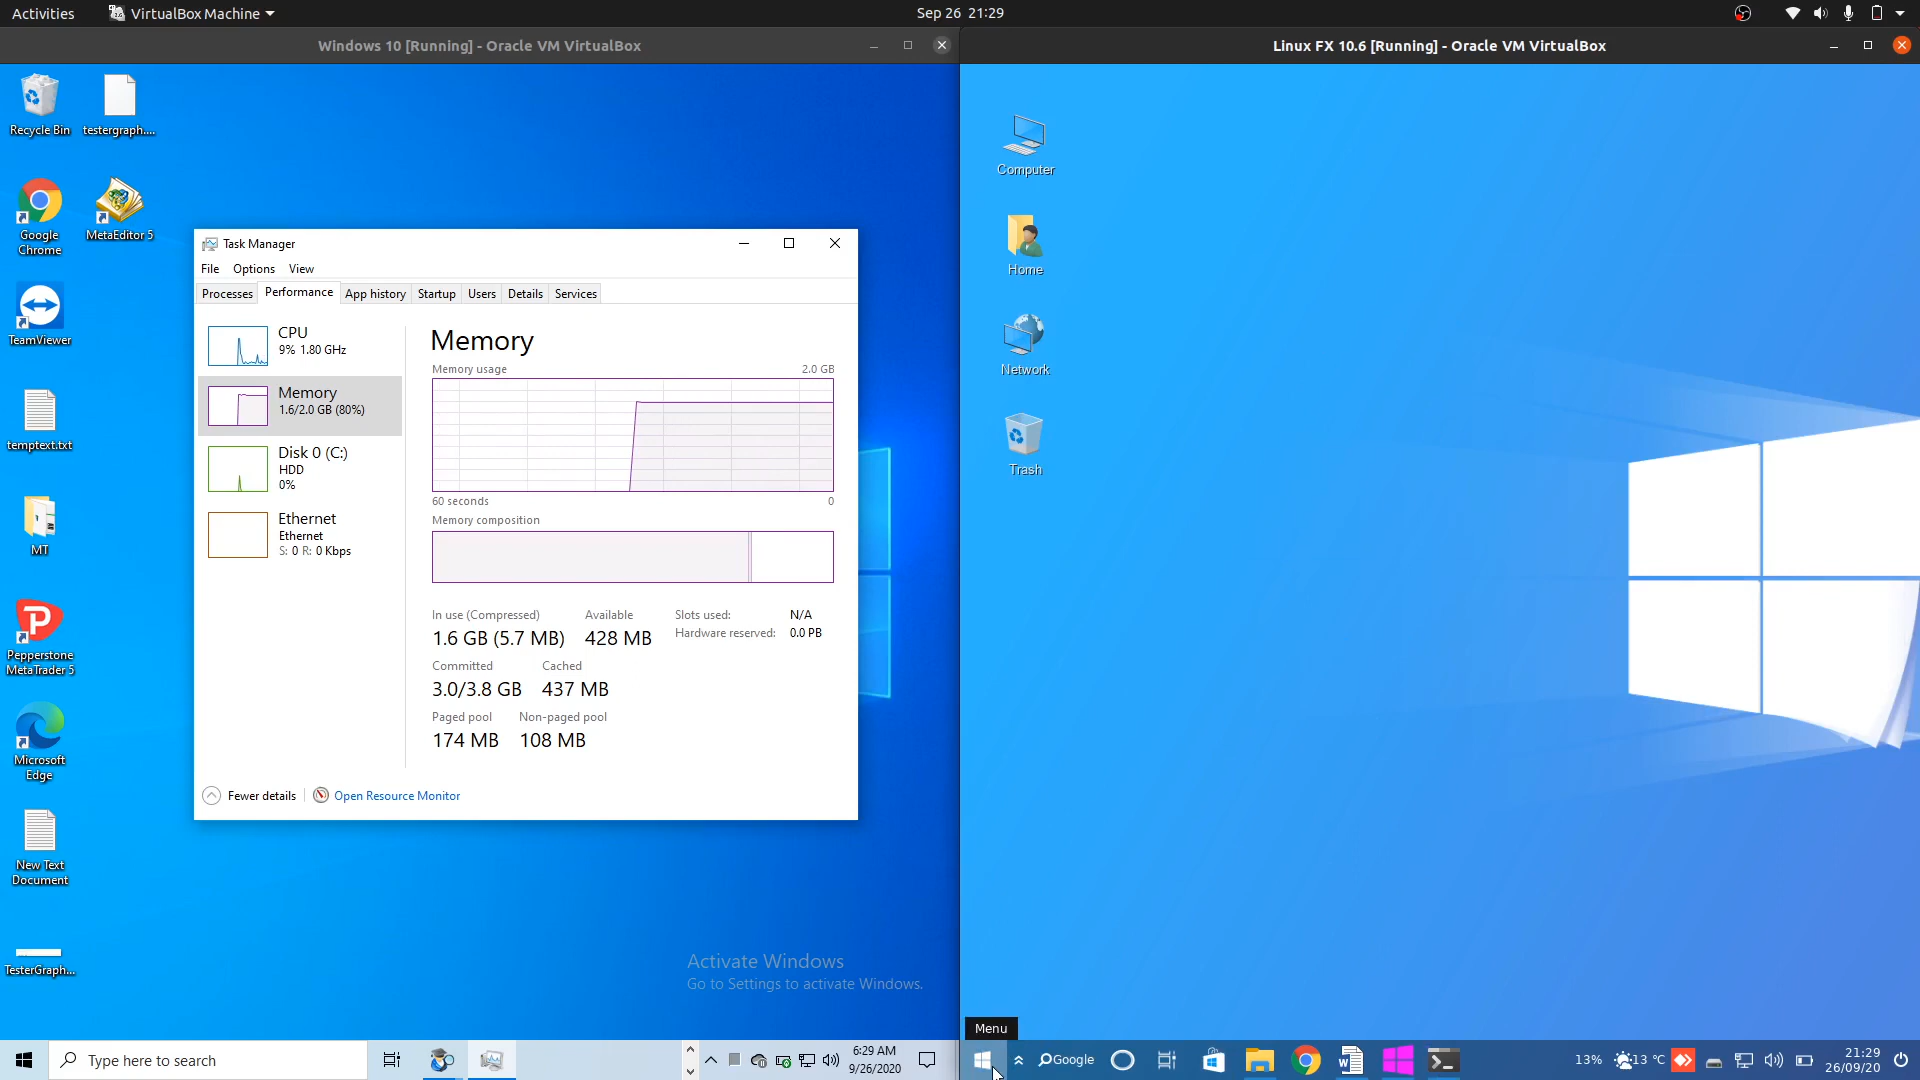 Activities
VirtualBox Machine
Sep 26 21:29
Windows 10 [Running] - Oracle VM VirtualBox
Recycle Bin
testergraph....
Google
Chrome
MetaEditor 5
TeamViewer
temptext.txt
MT
Pepperstone
MetaTrader 5
Microsoft
Edge
New Text
Document
TesterGraph...
Task Manager
File Options View
Processes Performance App history Startup Users Details Services
CPU
9% 1.80 GHz
Memory
1.6/2.0 GB (80%)
Disk 0 (C:)
HDD
0%
Ethernet
Ethernet
S: 0 R: 0 Kbps
Memory
Memory usage 2.0 GB
60 seconds 0
Memory composition
In use (Compressed) Available Slots used: N/A
1.6 GB (5.7 MB) 428 MB Hardware reserved: 0.0 PB
Committed Cached
3.0/3.8 GB 437 MB
Paged pool Non-paged pool
174 MB 108 MB
Fewer details Open Resource Monitor
Activate Windows
Go to Settings to activate Windows.
Type here to search
6:29 AM
9/26/2020
Linux FX 10.6 [Running] - Oracle VM VirtualBox
Computer
Home
Network
Trash
Menu
Google
13%
13 °C
21:29
26/09/20